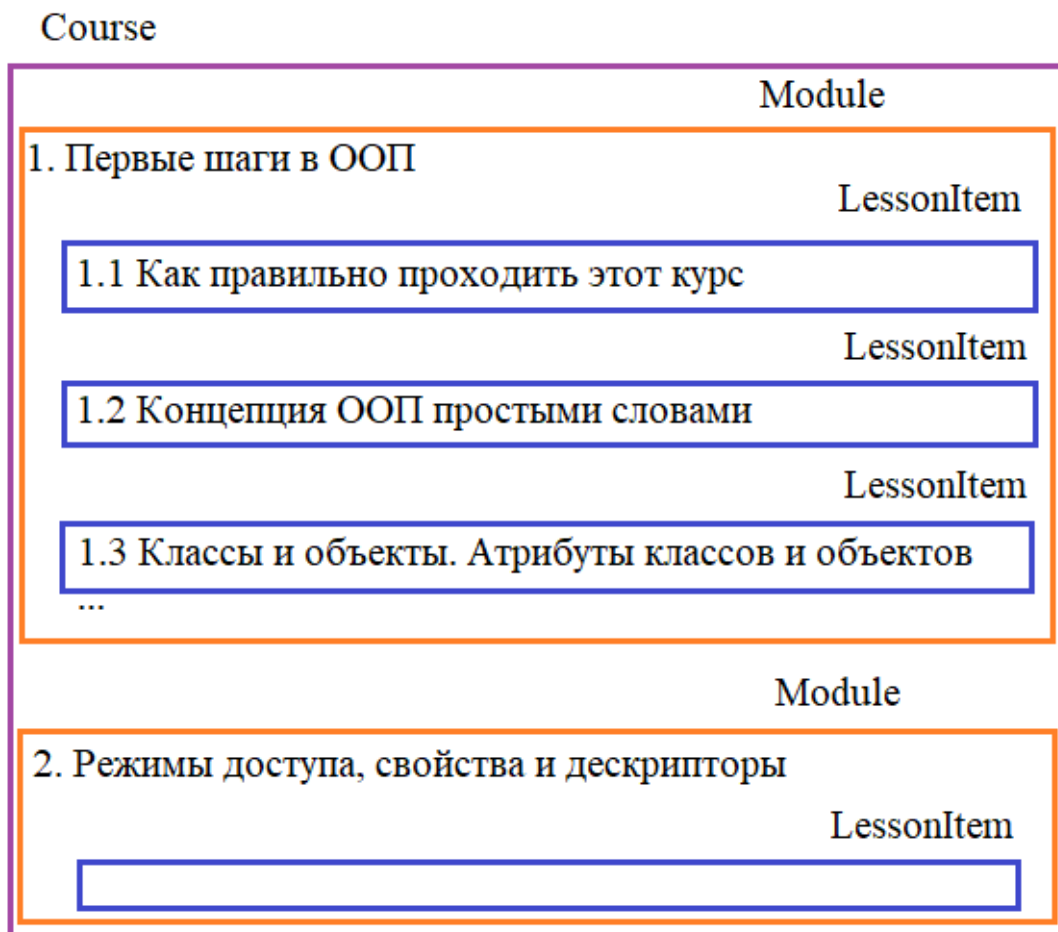 Course
Module
1. Первые шаги в ООП
LessonItem
1.1 Как правильно проходить этот курс
LessonItem
1.2 Концепция ООП простыми словами
LessonItem
1.3 Классы и объекты. Атрибуты классов и объектов
...
Module
2. Режимы доступа, свойства и дескрипторы
LessonItem